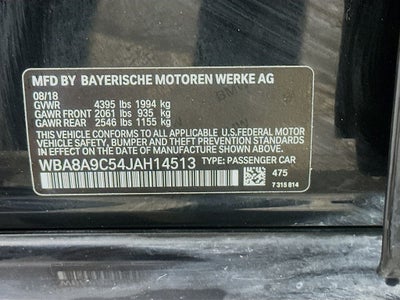 MFD BY BAYERISCHE MOTOREN WERKE AG
08/18
GVWR 4395 lbs 1994 kg
GAWR FRONT 2061 lbs 935 kg
GAWR REAR 2546 lbs 1155 kg
THIS VEHICLE CONFORMS TO ALL APPLICABLE U.S.FEDERAL MOTOR
VEHICLE SAFETY, BUMPER, AND THEFT PREVENTION STANDARDS
IN EFFECT ON THE DATE OF MANUFACTURE SHOWN ABOVE.
WBA8A9C54JAH14513 TYPE: PASSENGER CAR
475
7 315 814